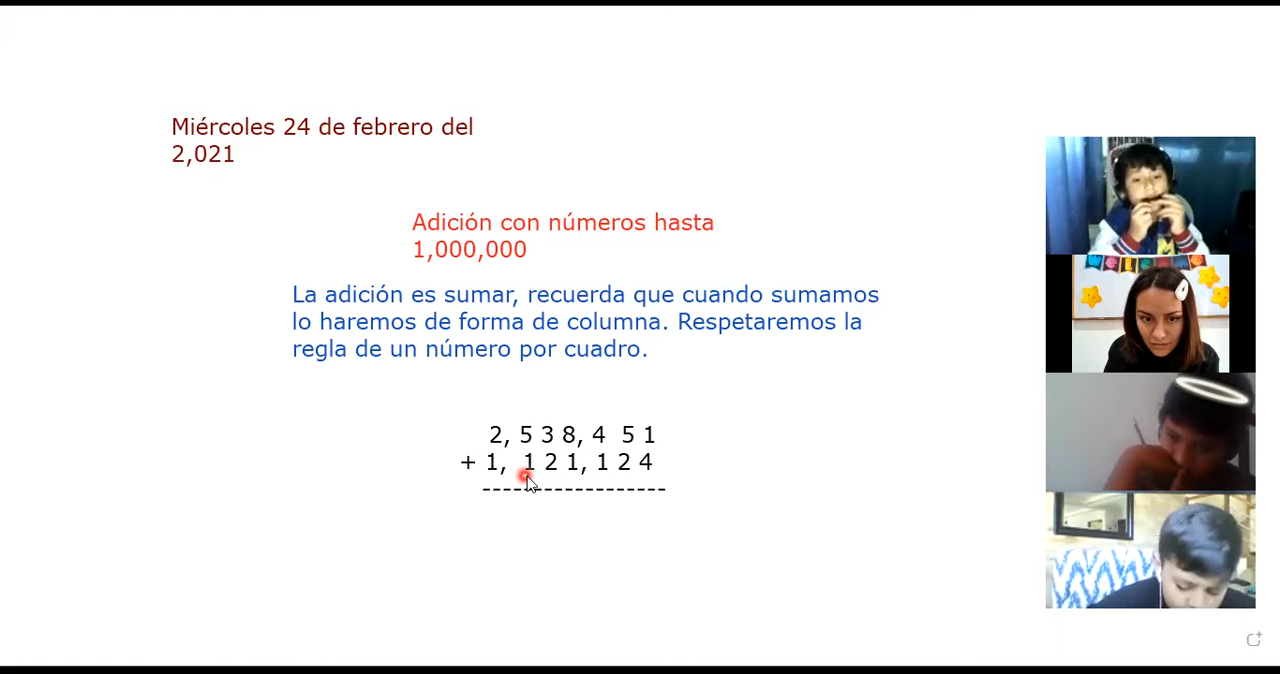 Miércoles 24 de febrero del
2,021
Adición con números hasta
1,000,000
La adición es sumar, recuerda que cuando sumamos
lo haremos de forma de columna. Respetaremos la
regla de un número por cuadro.
2, 5 3 8, 4 5 1
+ 1, 1 2 1, 1 2 4
------------------